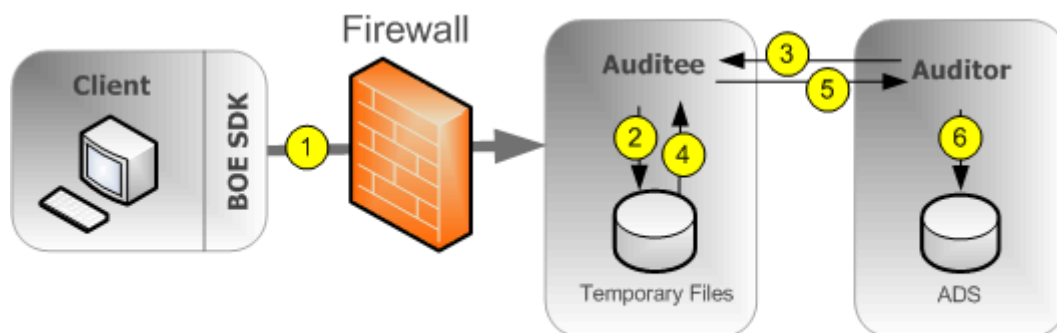 Client
BOE SDK
1
Firewall
Auditee
2
4
Temporary Files
3
5
Auditor
6
ADS